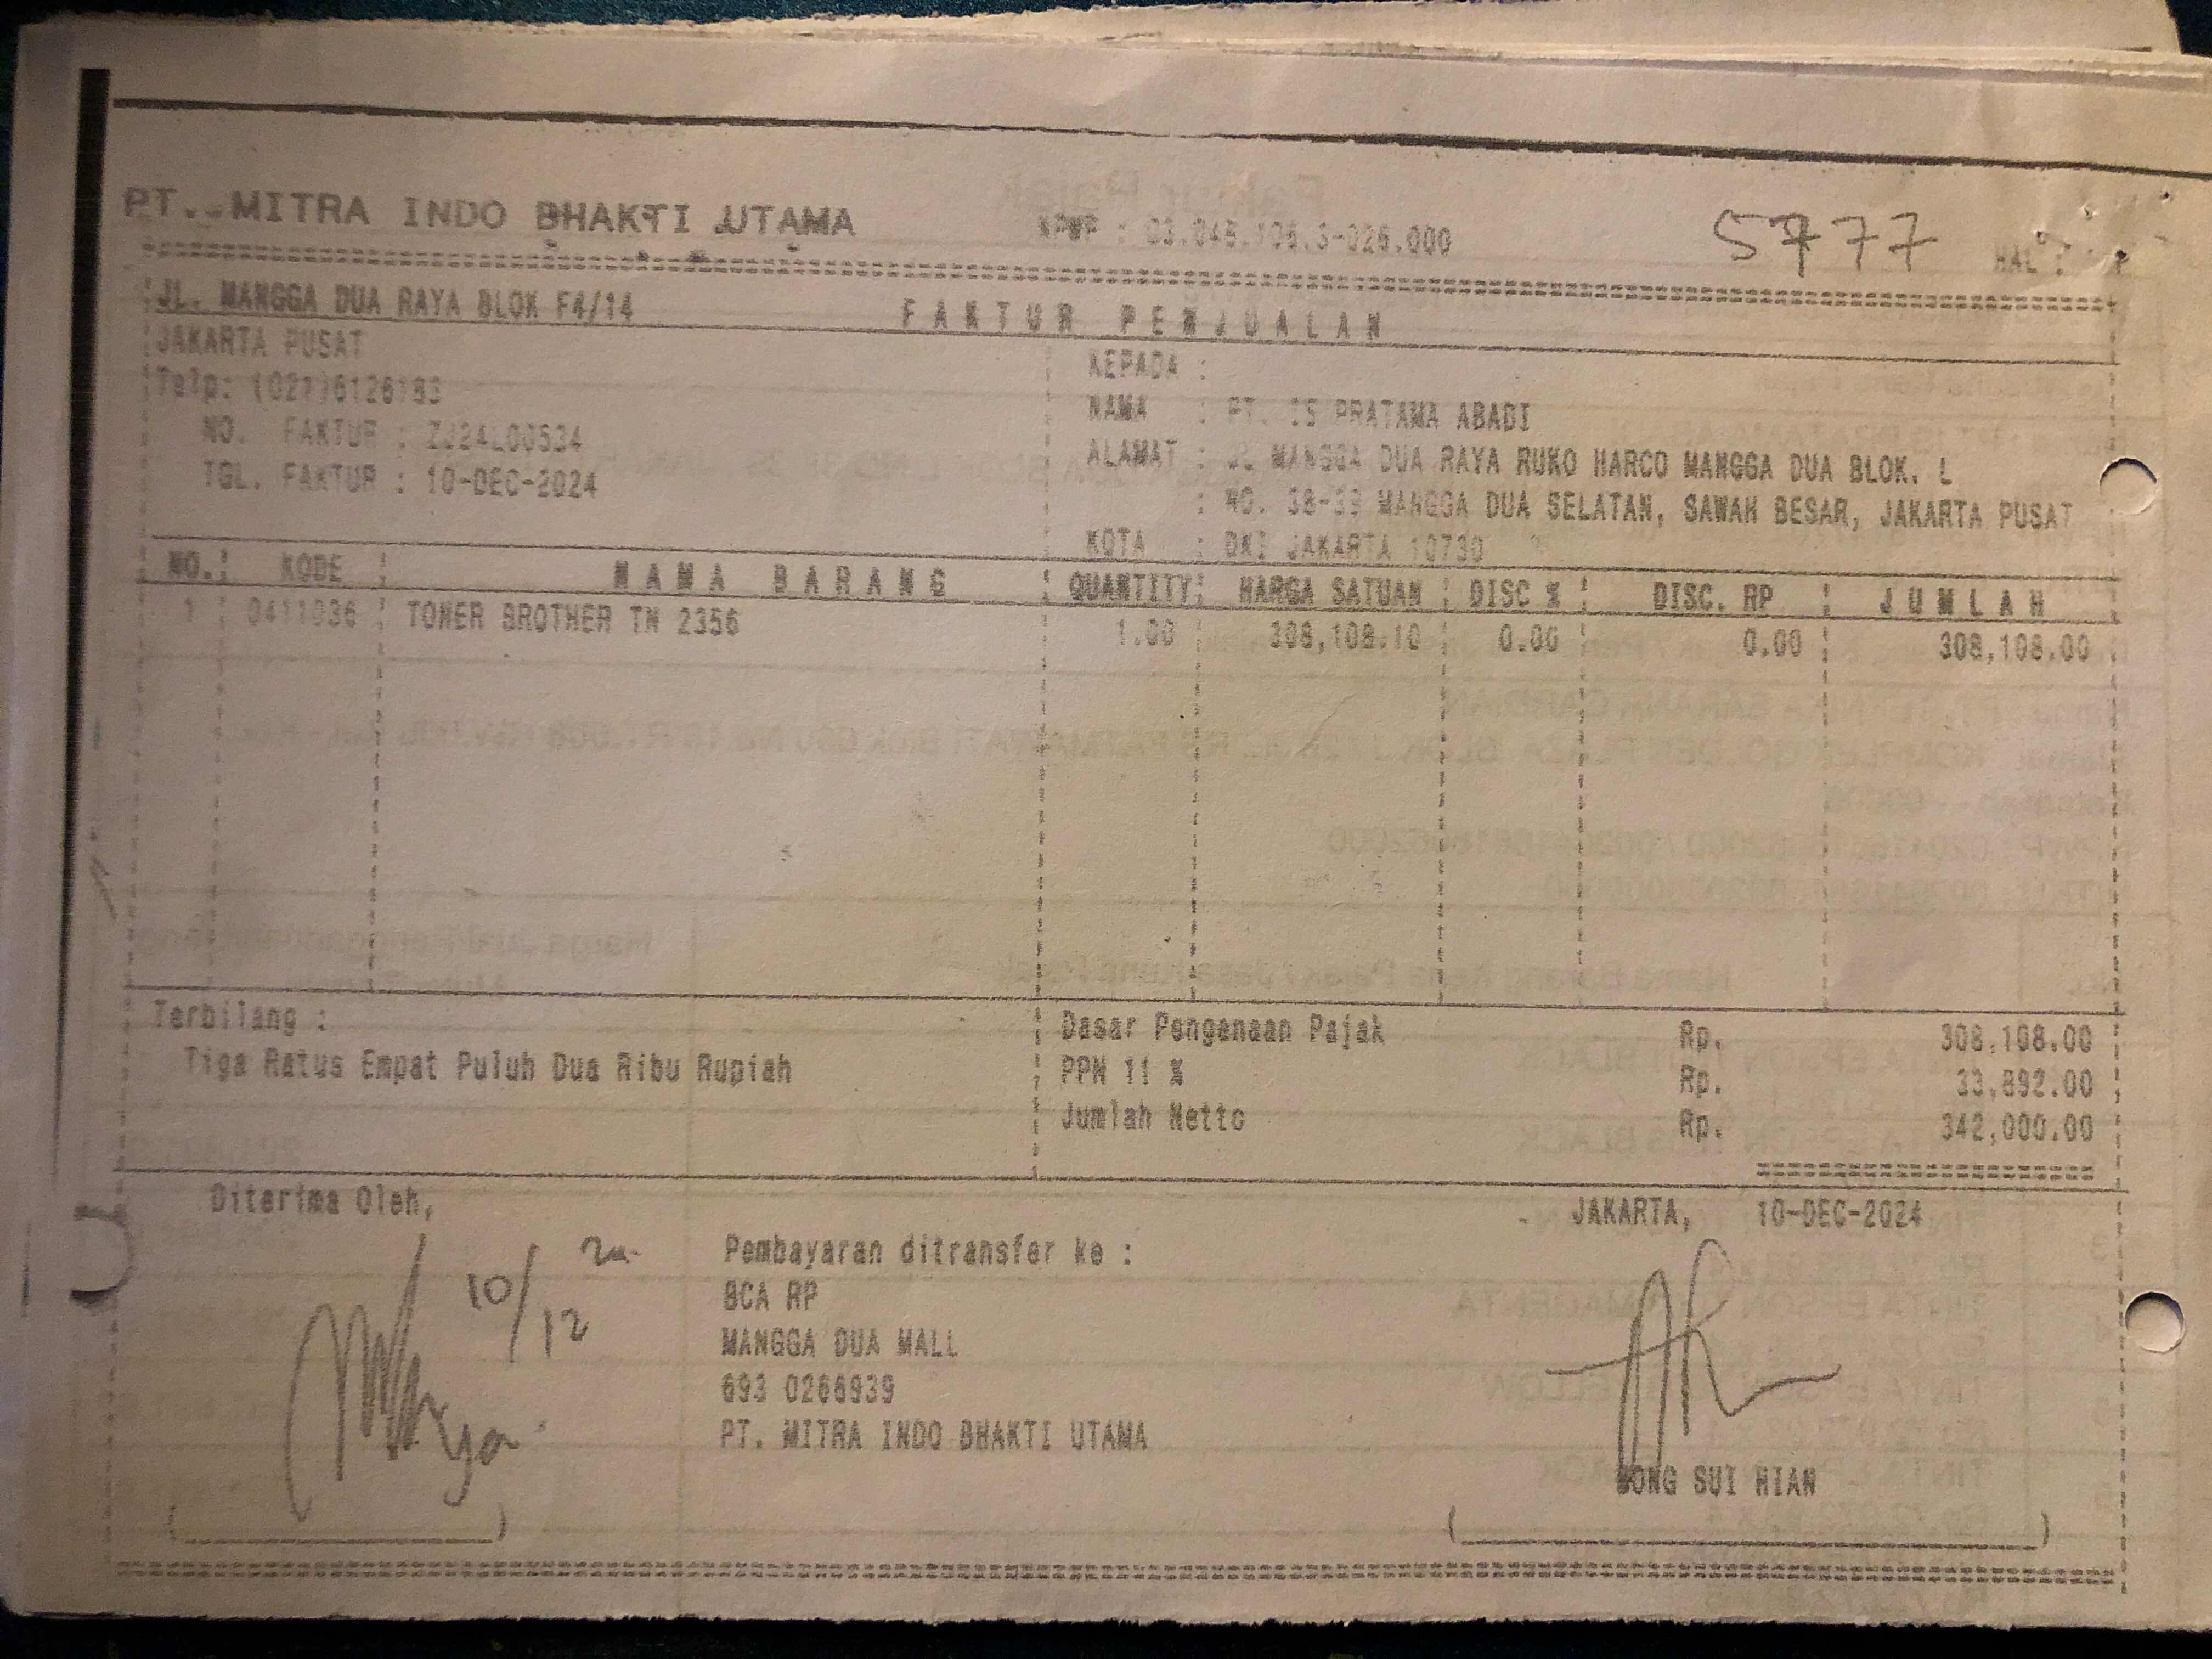 PT. MITRA INDO BHAKTI UTAMA
NPWP :
5777
HAL :
JL. MANGGA DUA RAYA BLOK F4/14
FAKTUR PENJUALAN
JAKARTA PUSAT
Telp: (021)6126183
NO. FAKTUR : ZJ24L00534
TGL. FAKTUR : 10-DEC-2024
KEPADA :
NAMA : PT. IS PRATAMA ABADI
ALAMAT : JL MANGGA DUA RAYA RUKO HARCO MANGGA DUA BLOK. L
: NO. 38-39 MANGGA DUA SELATAN, SAWAH BESAR, JAKARTA PUSAT
KOTA : DKI JAKARTA 10730
NO. KODE NAMA BARANG QUANTITY HARGA SATUAN DISC % DISC. RP JUMLAH
1 0411036 TONER BROTHER TN 2356 1.00 308,108.10 0.00 0.00 308,108.00
Terbilang :
Tiga Ratus Empat Puluh Dua Ribu Rupiah
Dasar Pengenaan Pajak Rp. 308,108.00
PPN 11 % Rp. 33,892.00
Jumlah Netto Rp. 342,000.00
Diterima Oleh,
10/12
Pembayaran ditransfer ke :
BCA RP
MANGGA DUA MALL
693 0266939
PT. MITRA INDO BHAKTI UTAMA
JAKARTA, 10-DEC-2024
WONG SUI HIAN